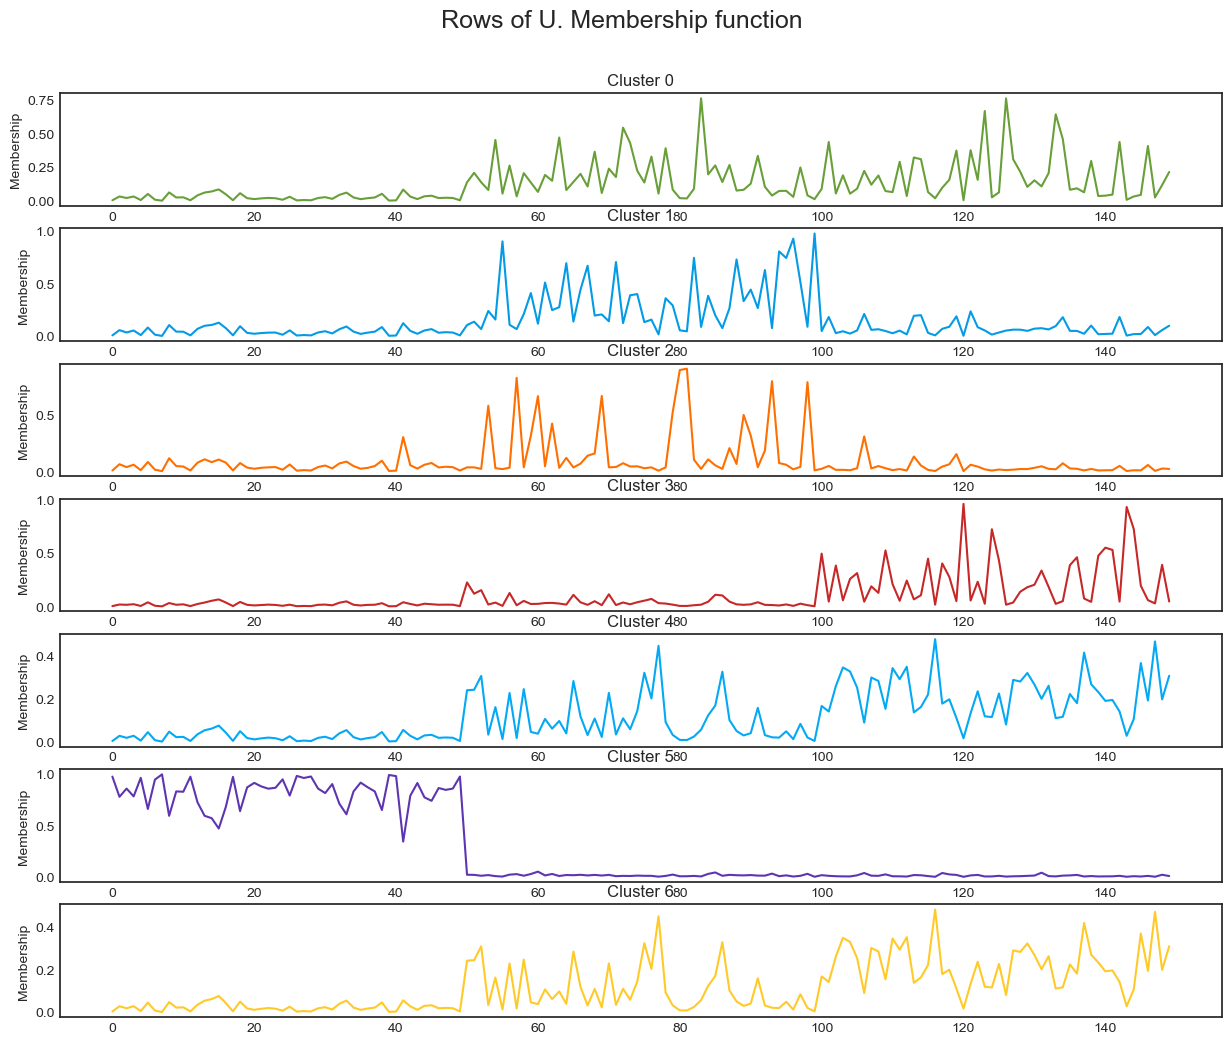 Rows of U. Membership function
Cluster 0
Membership
0.75
0.50
0.25
0.00
0 20 40 60 80 100 120 140
Cluster 1
Membership
1.0
0.5
0.0
0 20 40 60 80 100 120 140
Cluster 2
Membership
0.5
0.0
0 20 40 60 80 100 120 140
Cluster 3
Membership
1.0
0.5
0.0
0 20 40 60 80 100 120 140
Cluster 4
Membership
0.4
0.2
0.0
0 20 40 60 80 100 120 140
Cluster 5
Membership
1.0
0.5
0.0
0 20 40 60 80 100 120 140
Cluster 6
Membership
0.4
0.2
0.0
0 20 40 60 80 100 120 140